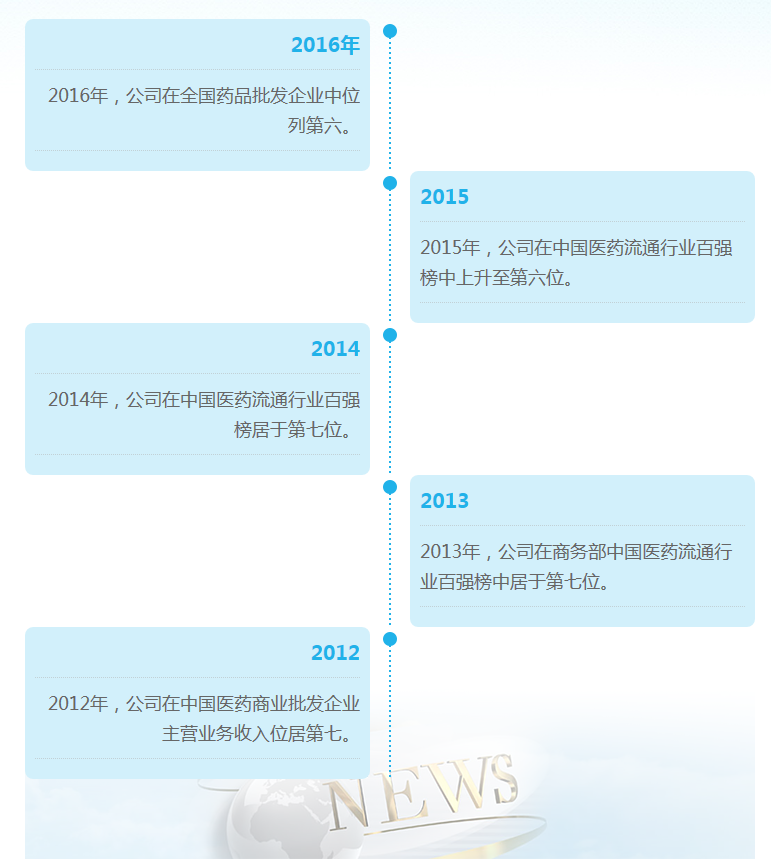 2016年
2016年，公司在全国药品批发企业中位
列第六。
2015
2015年，公司在中国医药流通行业百强
榜中上升至第六位。
2014
2014年，公司在中国医药流通行业百强
榜居于第七位。
2013
2013年，公司在商务部中国医药流通行
业百强榜中居于第七位。
2012
2012年，公司在中国医药商业批发企业
主营业务收入位居第七。
NEWS